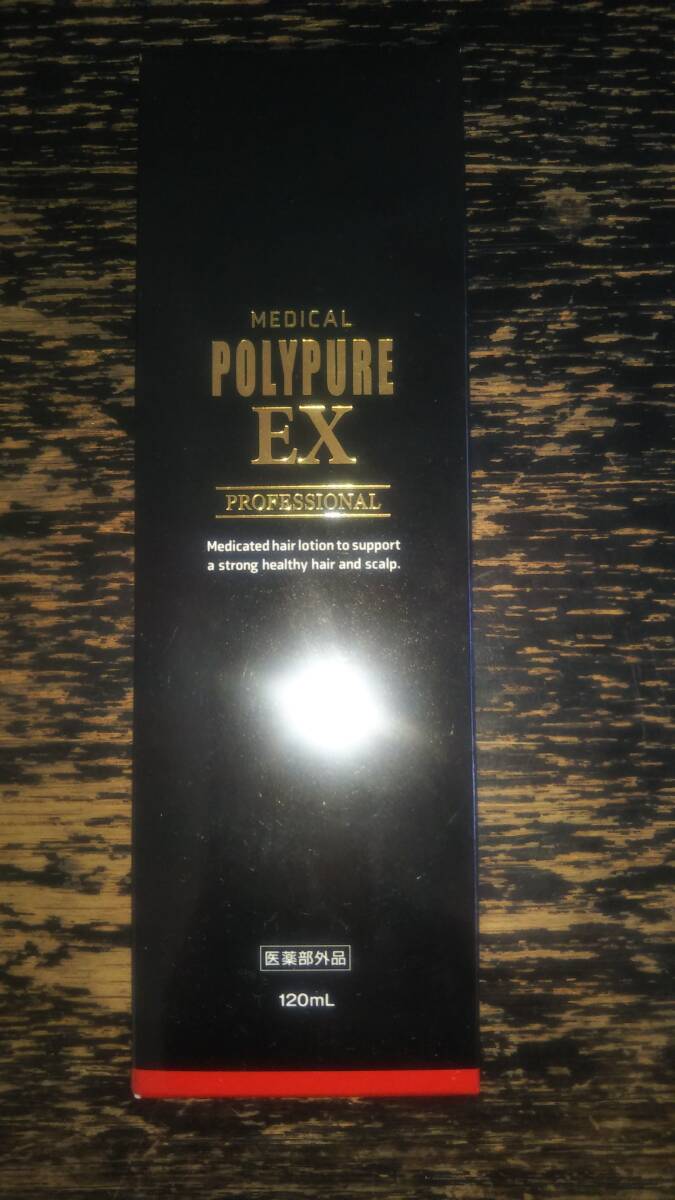 MEDICAL
POLYPURE
EX
PROFESSIONAL
Medicated hair lotion to support
a strong healthy hair and scalp.
医薬部外品
120mL